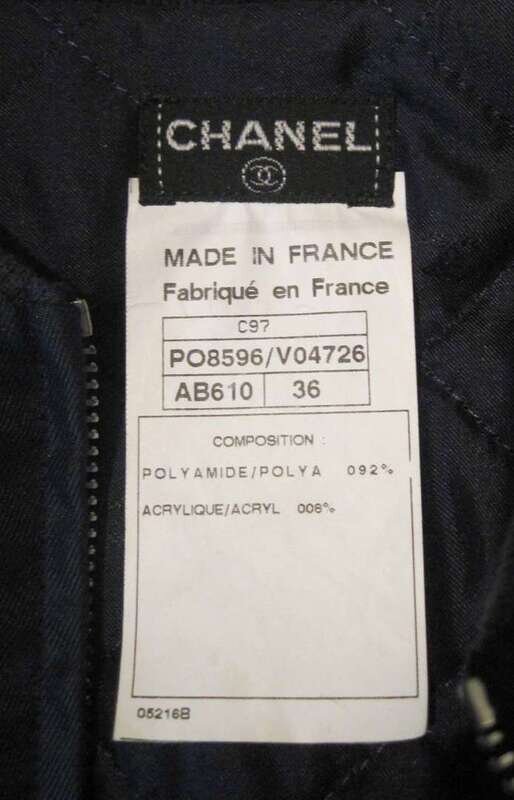 CHANEL
MADE IN FRANCE
Fabriqué en France
C97
PO8596/V04726
AB610 36
COMPOSITION :
POLYAMIDE/POLYA 092%
ACRYLIQUE/ACRYL 008%
05216B